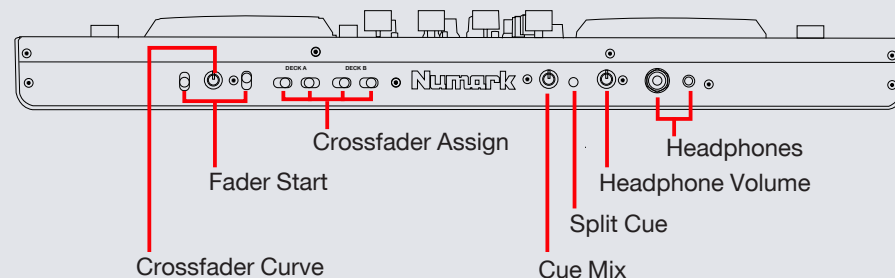 DECK A
DECK B
Numark
Crossfader Assign
Headphones
Fader Start
Headphone Volume
Split Cue
Crossfader Curve
Cue Mix